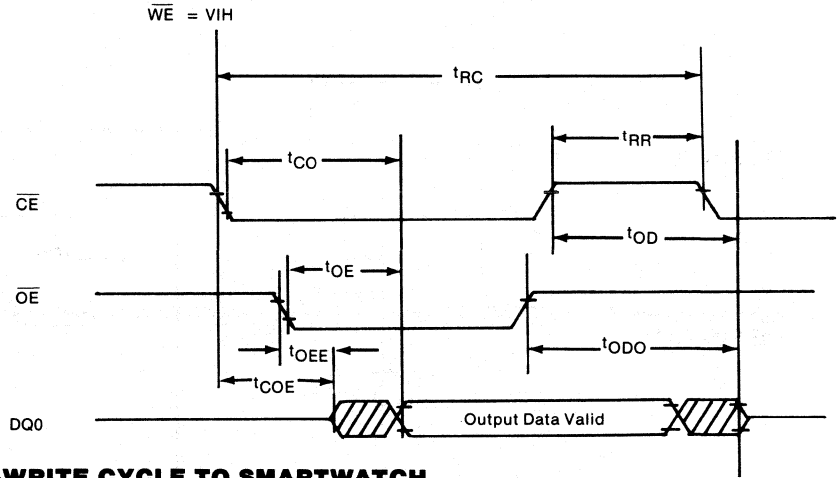 WE = VIH
tRC
tRR
tCO
CE
tOD
tOE
OE
tOEE
tODO
tCOE
DQ0
Output Data Valid
WRITE CYCLE TO SMARTWATCH